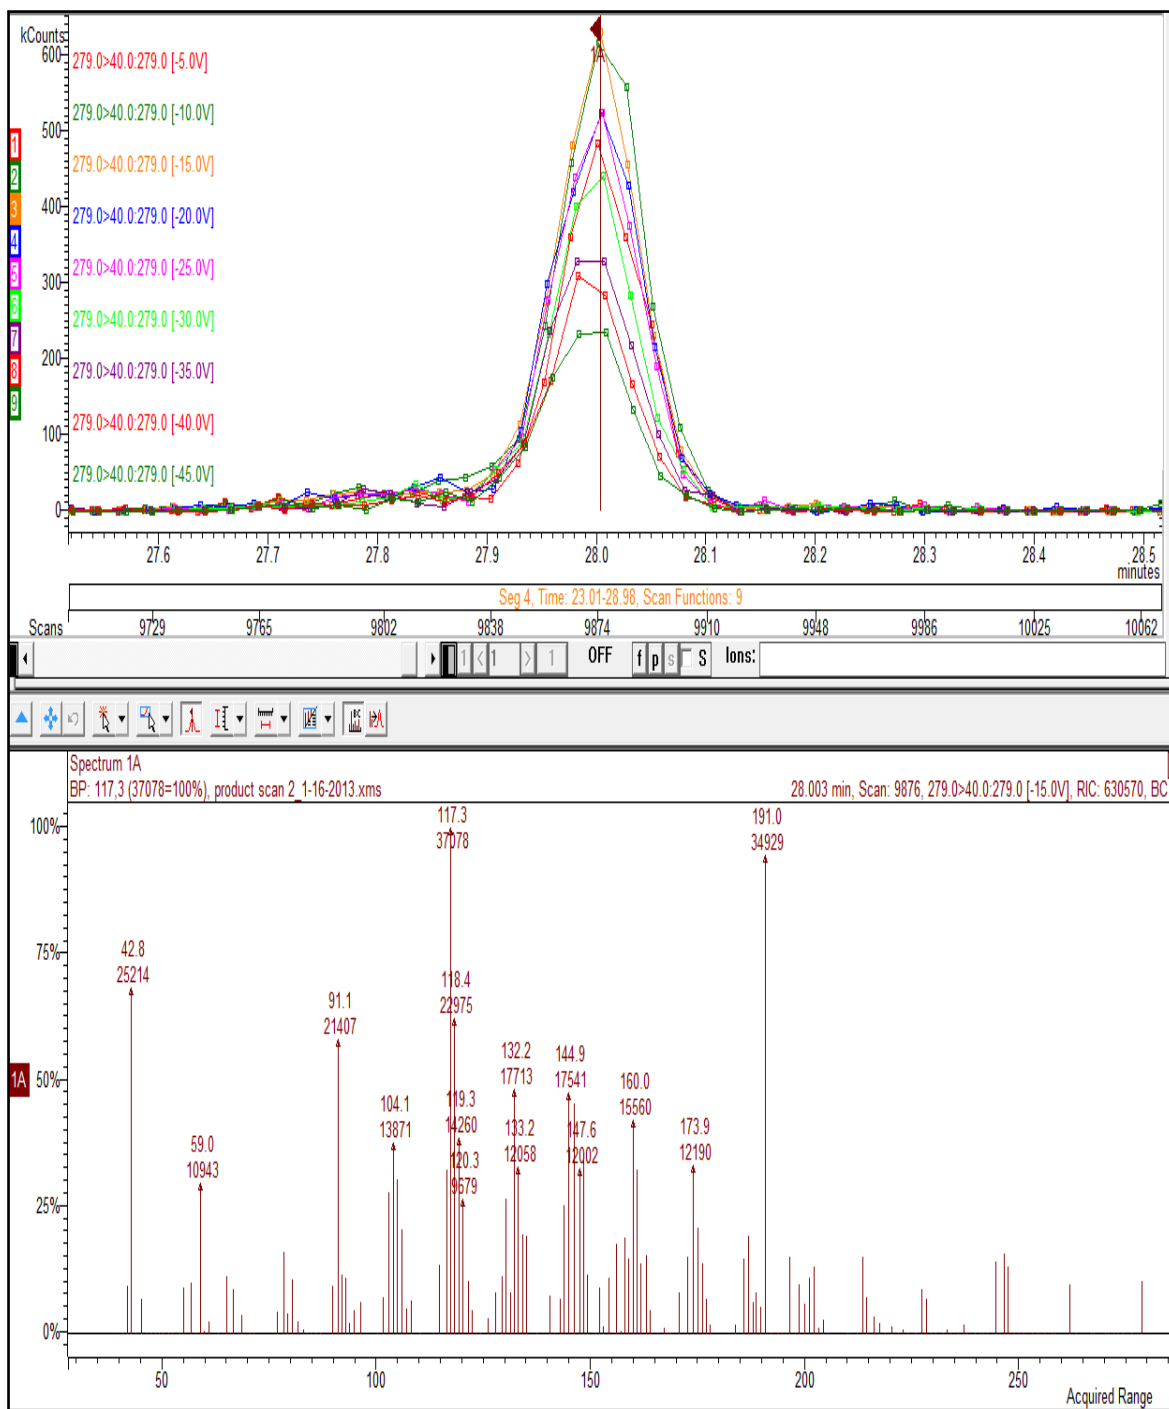 kCounts
600
500
400
300
200
100
0
279.0>40.0:279.0 [-5.0V]
279.0>40.0:279.0 [-10.0V]
279.0>40.0:279.0 [-15.0V]
279.0>40.0:279.0 [-20.0V]
279.0>40.0:279.0 [-25.0V]
279.0>40.0:279.0 [-30.0V]
279.0>40.0:279.0 [-35.0V]
279.0>40.0:279.0 [-40.0V]
279.0>40.0:279.0 [-45.0V]
1
2
3
4
5
6
7
8
9
1A
27.6 27.7 27.8 27.9 28.0 28.1 28.2 28.3 28.4 28.5
minutes
Seg 4, Time: 23.01-28.98, Scan Functions: 9
Scans 9729 9765 9802 9838 9874 9910 9948 9986 10025 10062
1 < 1 > 1 OFF f p s S Ions:
Spectrum 1A
BP: 117.3 (37078=100%), product scan 2_1-16-2013.xms 28.003 min, Scan: 9876, 279.0>40.0:279.0 [-15.0V], RIC: 630570, BC
100%
75%
50%
25%
0%
1A
42.8
25214
59.0
10943
91.1
21407
104.1
13871
117.3
37078
118.4
22975
119.3
14260
120.3
9679
132.2
17713
133.2
12058
144.9
17541
147.6
12002
160.0
15560
173.9
12190
191.0
34929
50 100 150 200 250
Acquired Range